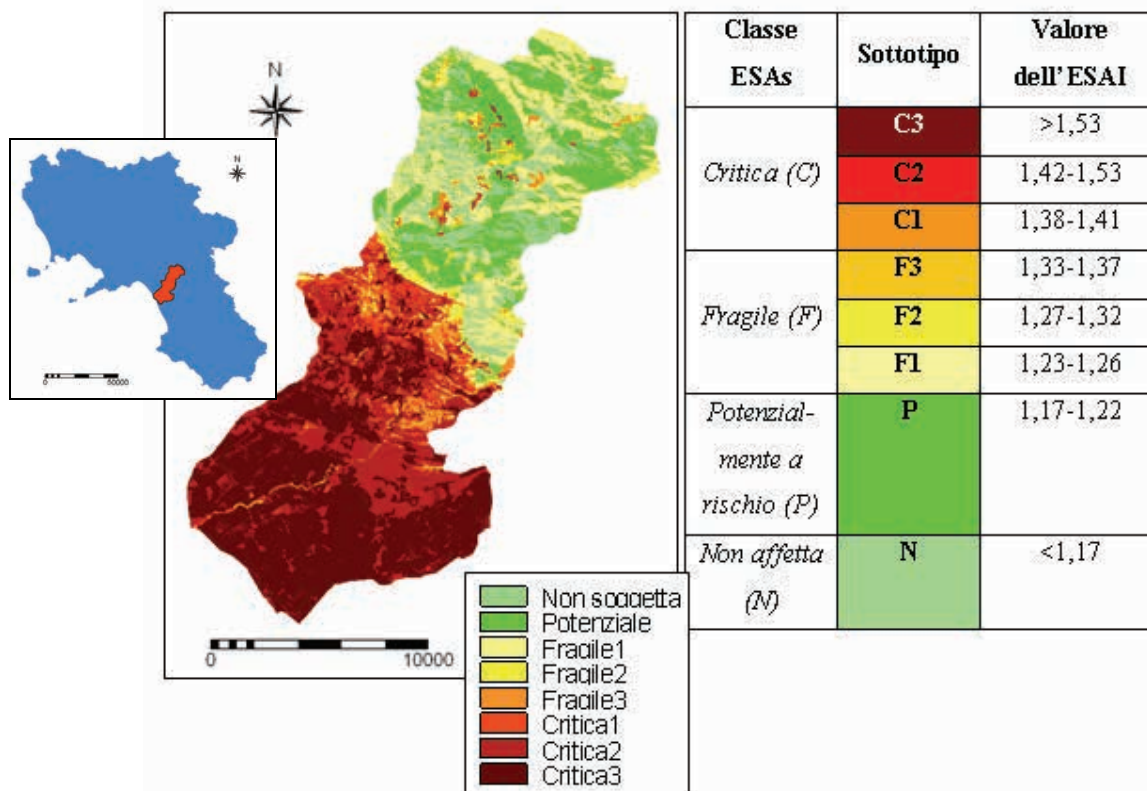 N
N
50000
0
10000
Non soggetta
Potenziale
Fragile1
Fragile2
Fragile3
Critica1
Critica2
Critica3
Classe ESAs
Sottotipo
Valore dell'ESAI
Critica (C)
C3
>1,53
C2
1,42-1,53
C1
1,38-1,41
Fragile (F)
F3
1,33-1,37
F2
1,27-1,32
F1
1,23-1,26
Potenzial-
mente a
rischio (P)
P
1,17-1,22
Non affetta
(N)
N
<1,17